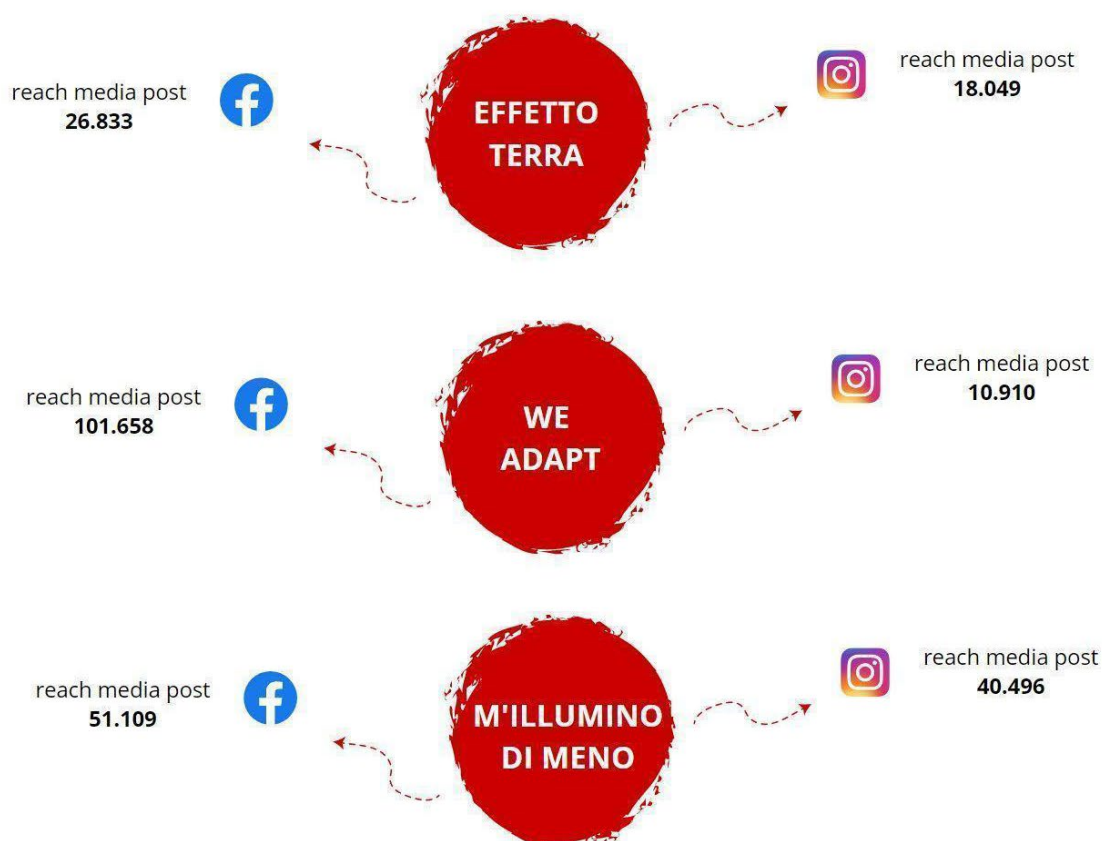 reach media post
26.833
EFFETTO
TERRA
reach media post
18.049
reach media post
101.658
WE
ADAPT
reach media post
10.910
reach media post
51.109
M'ILLUMINO
DI MENO
reach media post
40.496